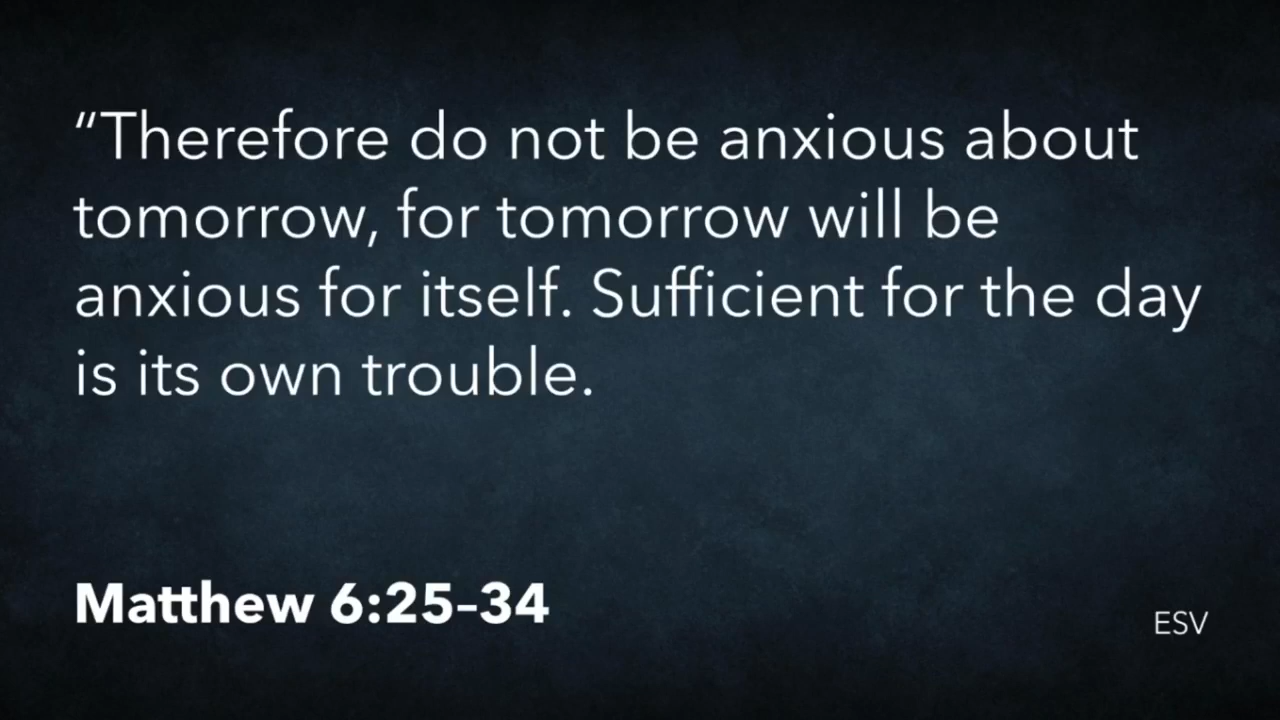 “Therefore do not be anxious about
tomorrow, for tomorrow will be
anxious for itself. Sufficient for the day
is its own trouble.
Matthew 6:25–34
ESV